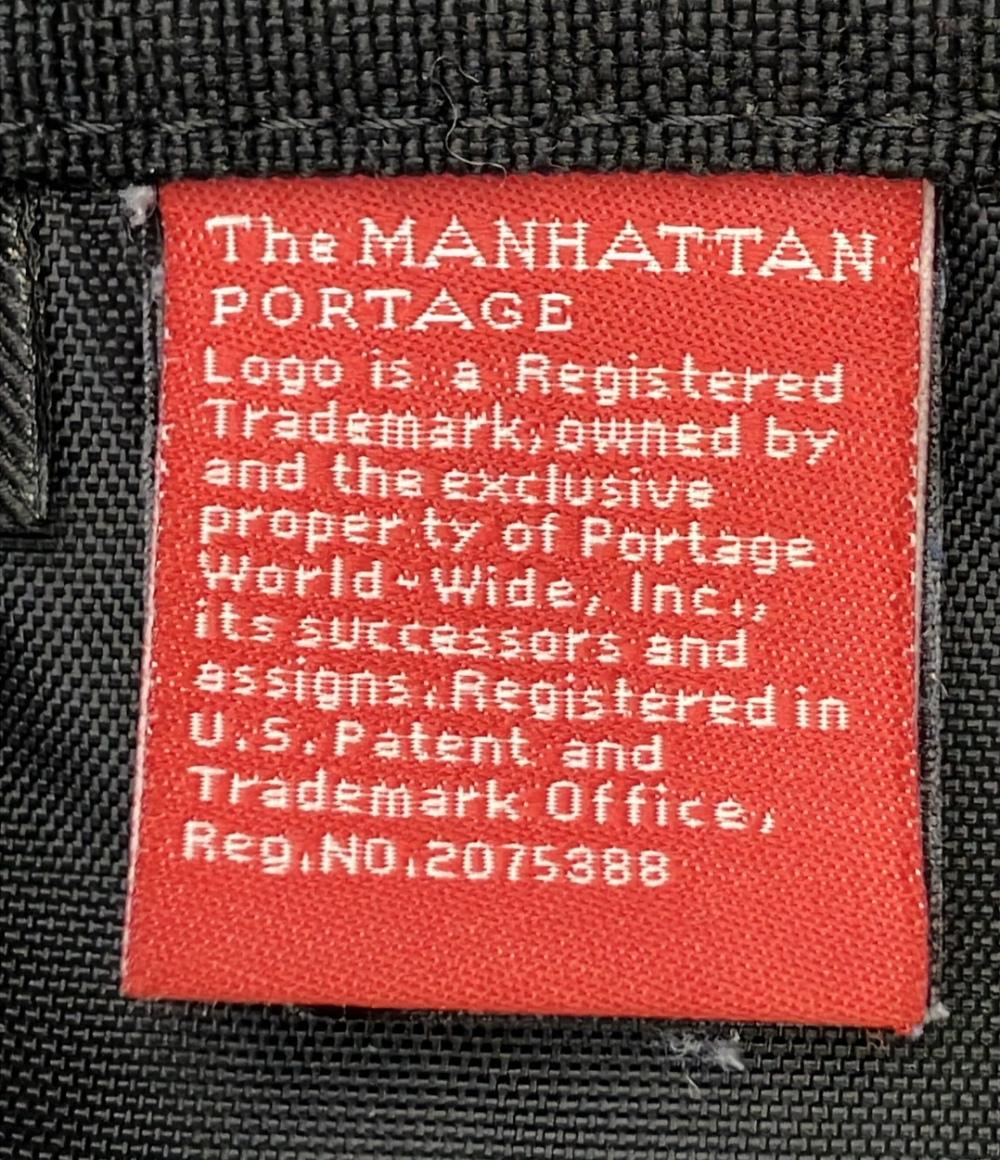 The MANHATTAN
PORTAGE
Logo is a Registered
Trademark, owned by
and the exclusive
property of Portage
World-Wide, Inc.,
its successors and
assigns. Registered in
U.S. Patent and
Trademark Office,
Reg.NO.2075388